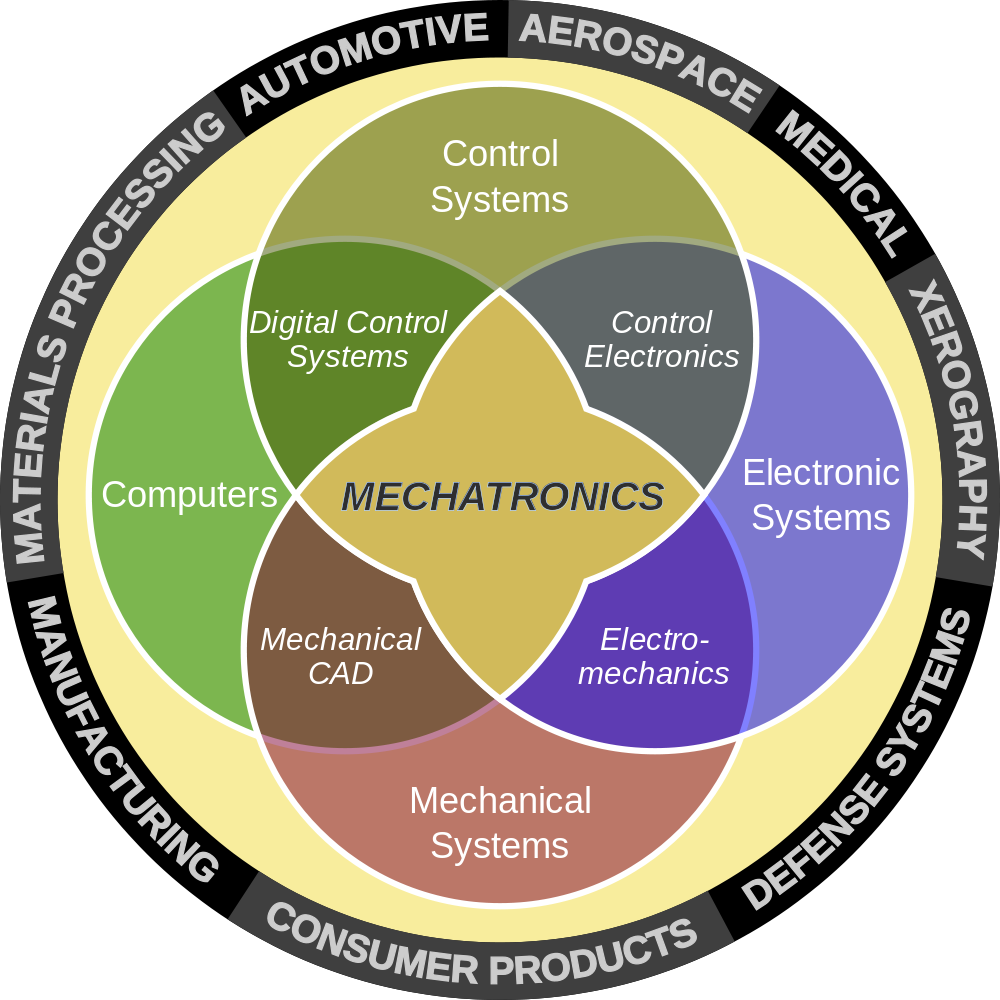 AUTOMOTIVE
AEROSPACE
MEDICAL
XEROGRAPHY
DEFENSE SYSTEMS
CONSUMER PRODUCTS
MANUFACTURING
MATERIALS PROCESSING
Control
Systems
Digital Control
Systems
Control
Electronics
Computers
MECHATRONICS
Electronic
Systems
Mechanical
CAD
Electro-
mechanics
Mechanical
Systems